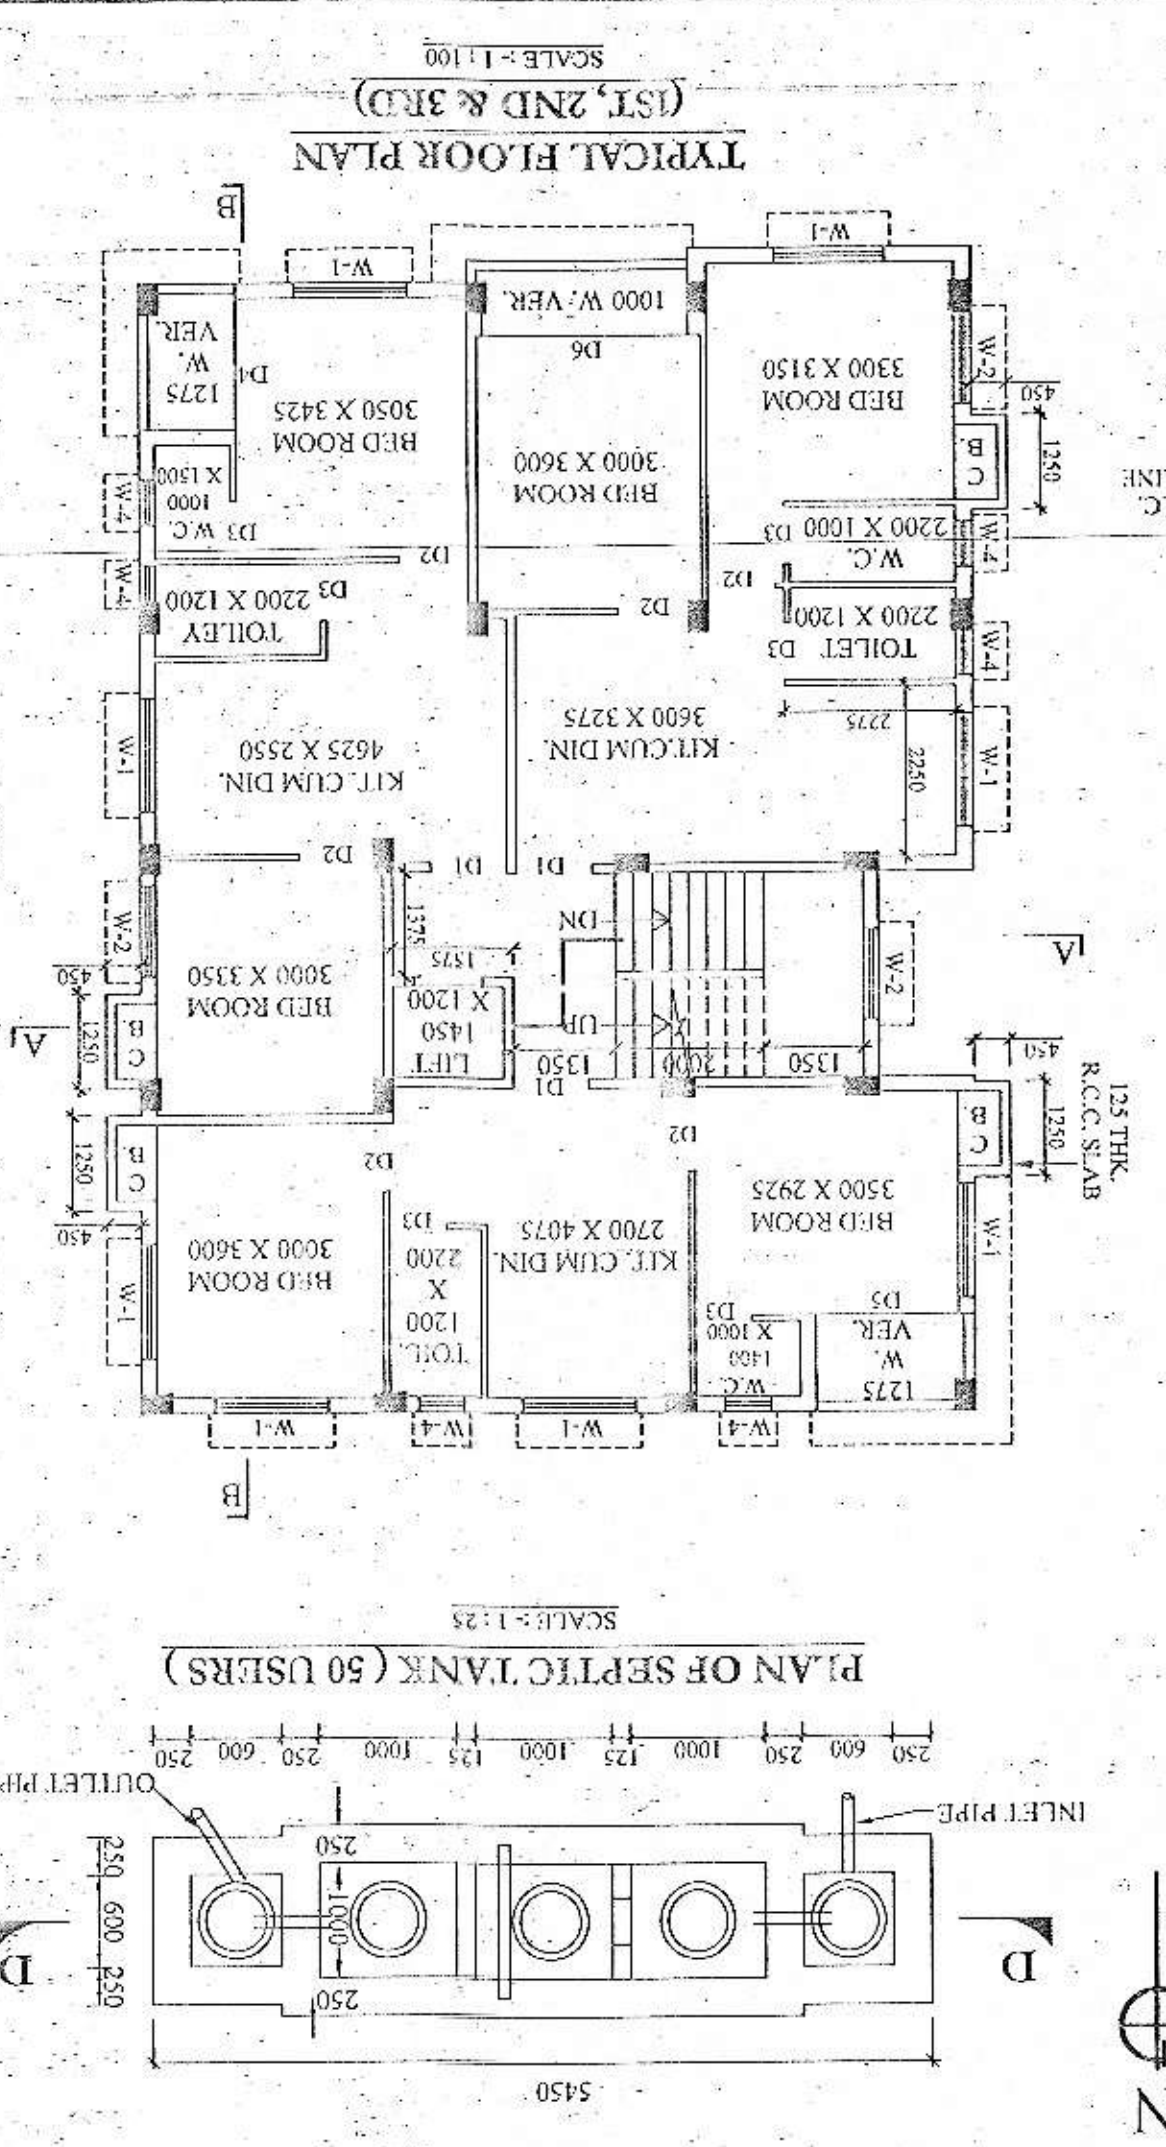 N
5450
D
D
250
1000
250
250
600
250
INLET PIPE
250
600
250
1000
125
1000
125
1000
250
600
250
PLAN OF SEPTIC TANK ( 50 USERS )
SCALE :- 1 : 25
B
W-1
W-4
W-1
W-4
1275
W.
VER.
D5
W.C.
1400
X 1000
D3
TOIL.
1200
X
2200
D3
BED ROOM
3500 X 2925
KIT. CUM DIN.
2700 X 4075
BED ROOM
3000 X 3600
W-1
W-1
450
1250
C
B.
D2
D2
C
B.
1250
125 THK.
R.C.C. SLAB
1250
450
1350
2000
1350
D1
LIFT
1450
X 1200
UP
DN
1575
1375
BED ROOM
3000 X 3350
C
B.
1250
450
A
A
W-2
W-2
D1
D1
D2
KIT.CUM DIN.
3600 X 3275
KIT. CUM DIN.
4625 X 2550
2250
2275
W-1
W-1
TOILET
2200 X 1200
D3
W-4
D2
D2
TOILEY
2200 X 1200
D3
W-4
W.C.
2200 X 1000
D3
W-4
D2
D3
W.C.
1000
X 1500
W-4
1250
C
B.
450
W-2
BED ROOM
3300 X 3150
BED ROOM
3000 X 3600
D6
BED ROOM
3050 X 3425
D4
1275
W.
VER.
1000 W. VER.
W-1
W-1
B
TYPICAL FLOOR PLAN
(1ST, 2ND & 3RD)
SCALE :- 1 : 100